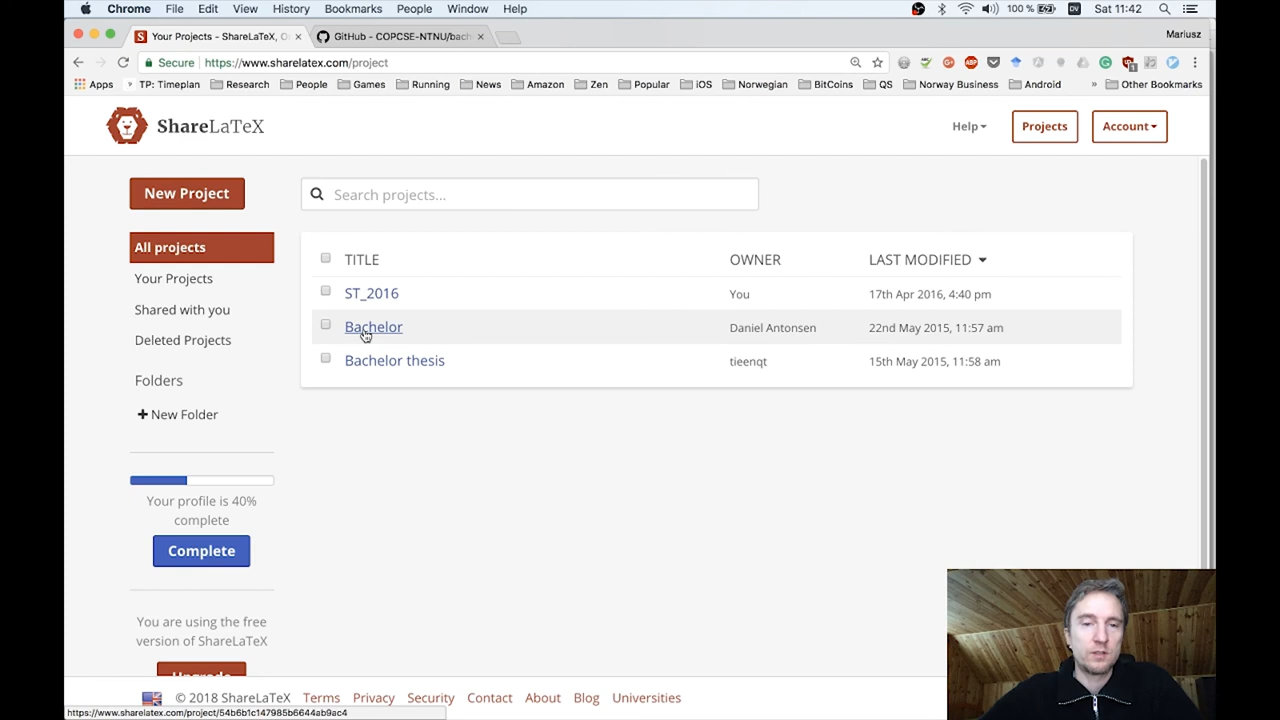 Chrome File Edit View History Bookmarks People Window Help 100 % DV Sat 11:42
Your Projects - ShareLaTeX, O GitHub - COPCSE-NTNU/bach Mariusz
Secure https://www.sharelatex.com/project
Apps TP: Timeplan Research People Games Running News Amazon Zen Popular iOS Norwegian BitCoins QS Norway Business Android » Other Bookmarks
ShareLaTeX Help Projects Account
New Project Search projects...
All projects TITLE OWNER LAST MODIFIED
Your Projects ST_2016 You 17th Apr 2016, 4:40 pm
Shared with you Bachelor Daniel Antonsen 22nd May 2015, 11:57 am
Deleted Projects Bachelor thesis tieenqt 15th May 2015, 11:58 am
Folders
+ New Folder
Your profile is 40%
complete
Complete
You are using the free
version of ShareLaTeX
Upgrade
© 2018 ShareLaTeX Terms Privacy Security Contact About Blog Universities
https://www.sharelatex.com/project/54b6b1c147985b6644ab9ac4